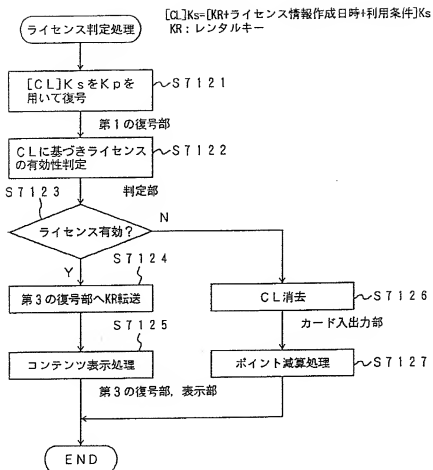 [CL]Ks=[KR+ライセンス情報作成日時+利用条件]Ks
KR：レンタルキー
ライセンス判定処理
[CL]KsをKpを
用いて復号
S7121
第1の復号部
CLに基づきライセンス
の有効性判定
S7122
S7123
判定部
ライセンス有効？
N
Y
S7124
第3の復号部へKR転送
CL消去
S7126
S7125
カード入出力部
コンテンツ表示処理
ポイント減算処理
S7127
第3の復号部，表示部
END